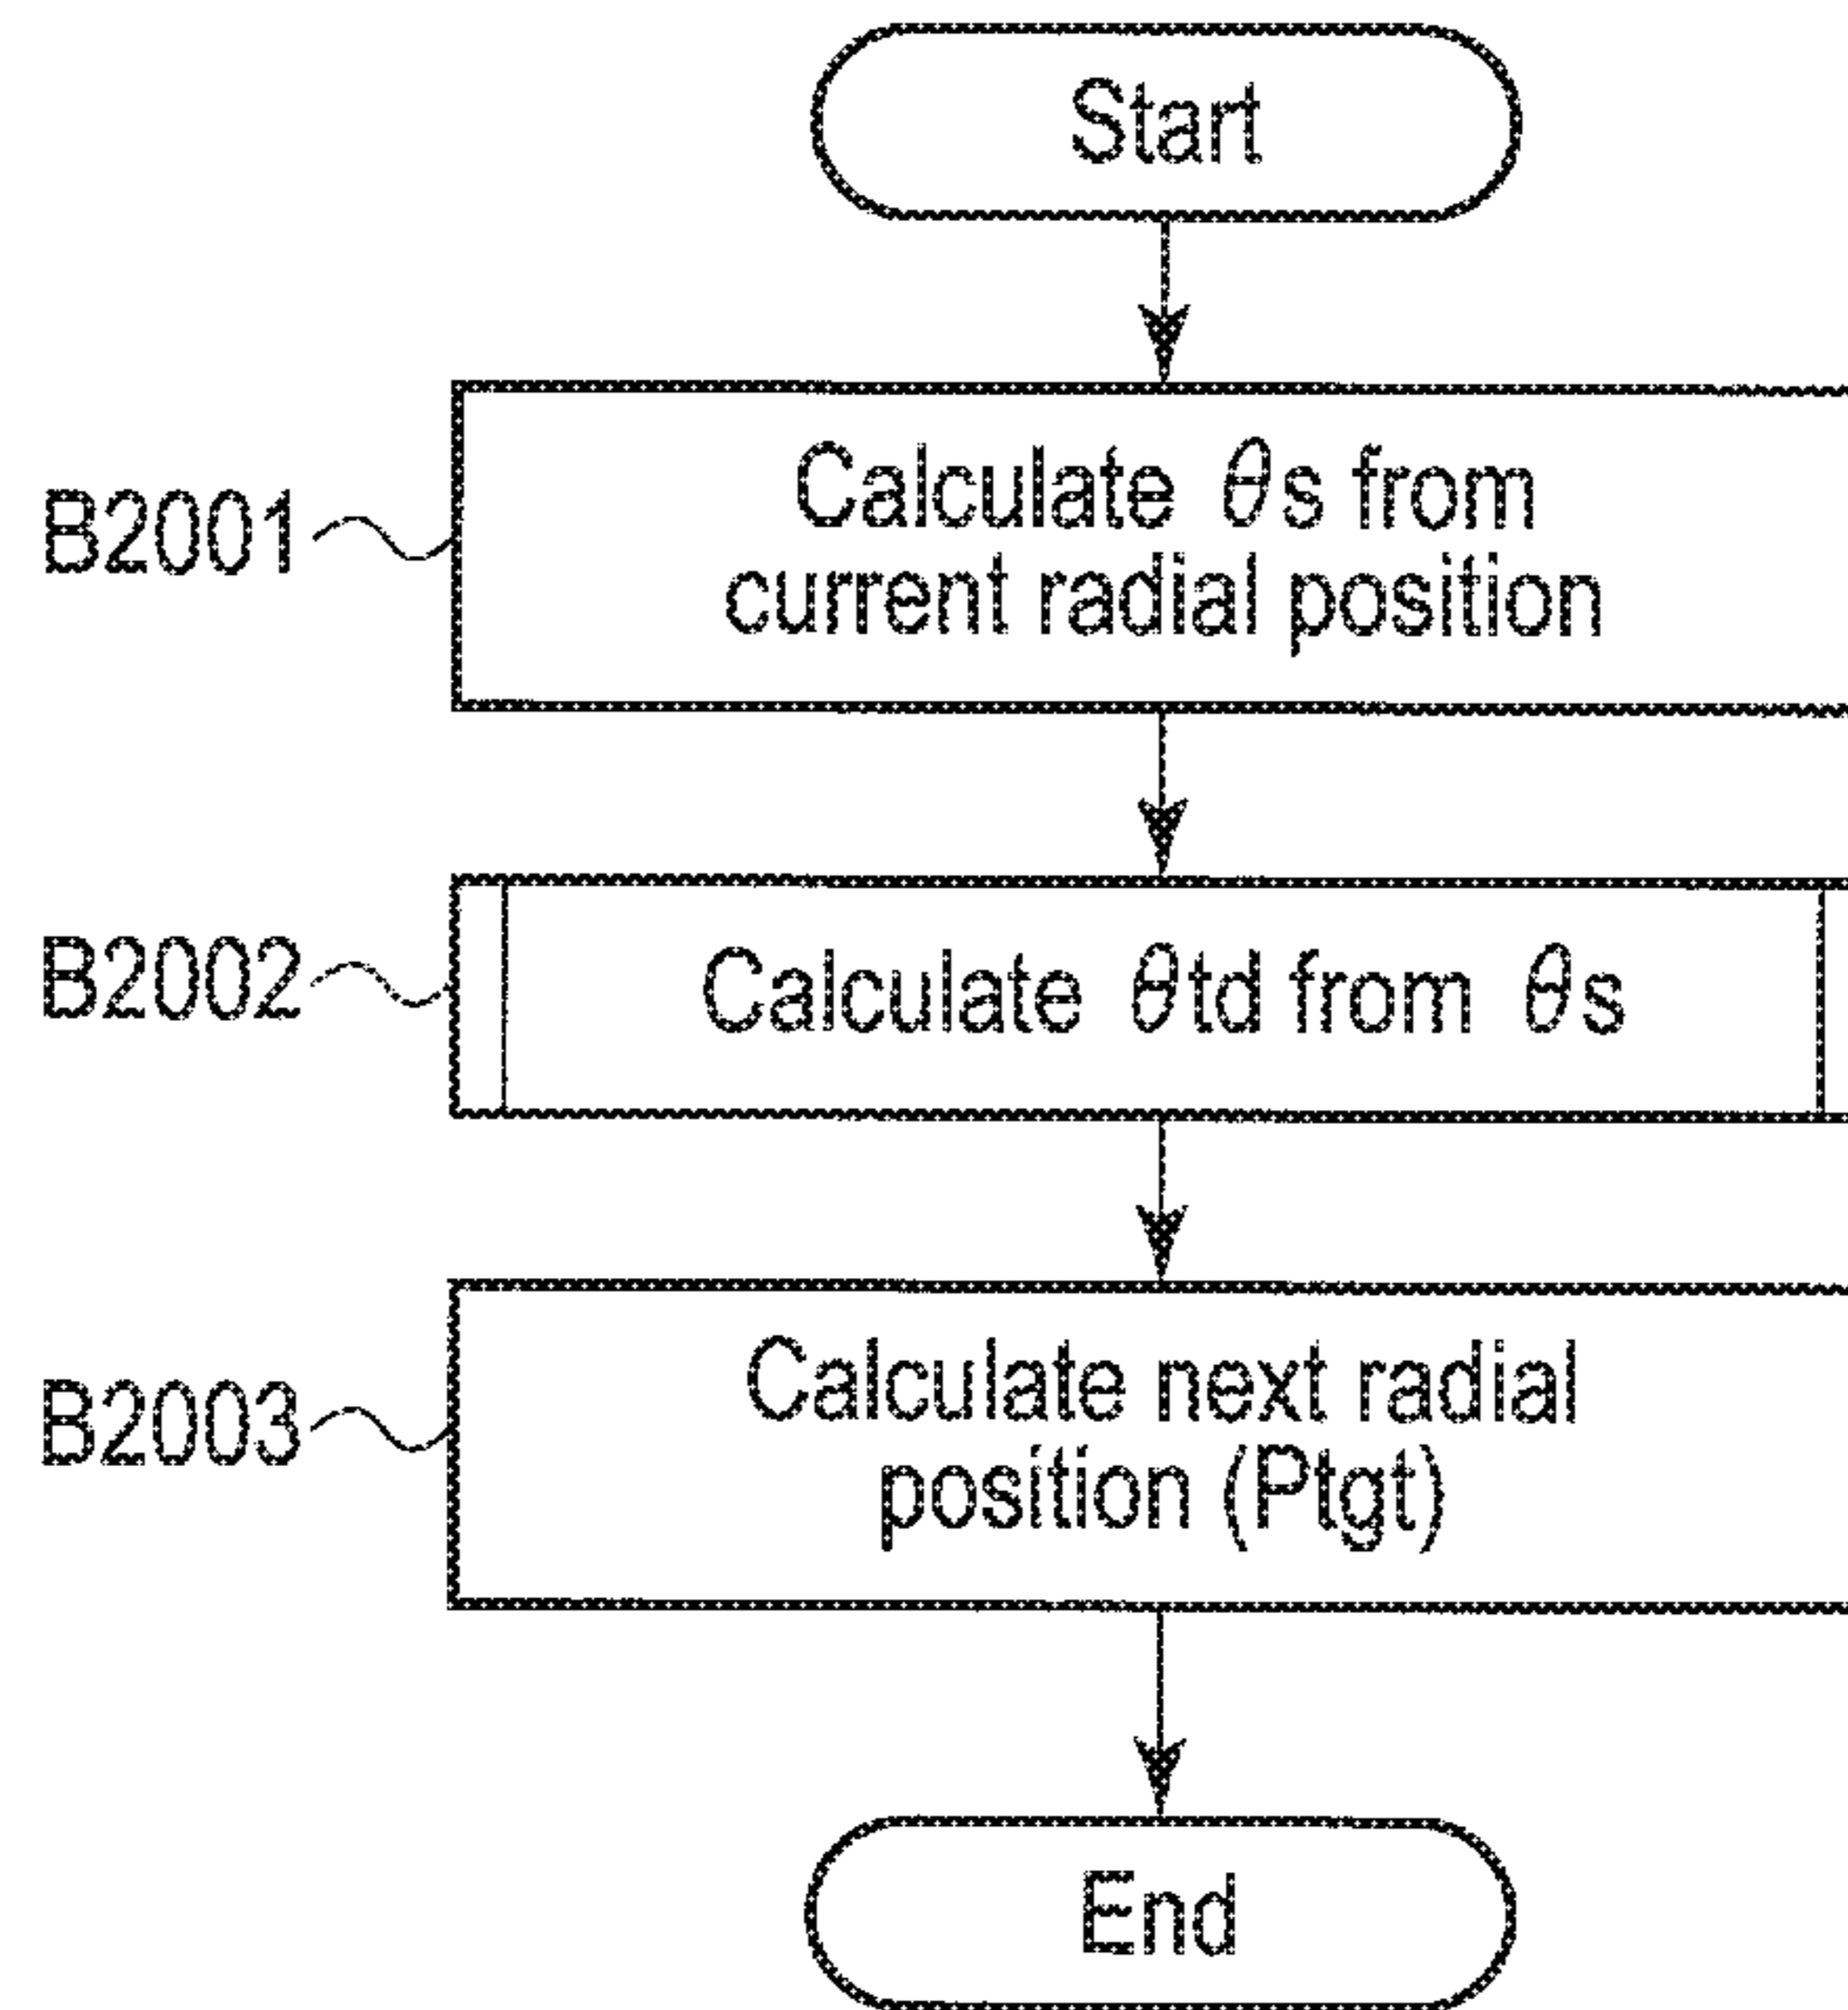 Start
B2001
Calculate θs from
current radial position
B2002
Calculate θtd from θs
B2003
Calculate next radial
position (Ptgt)
End